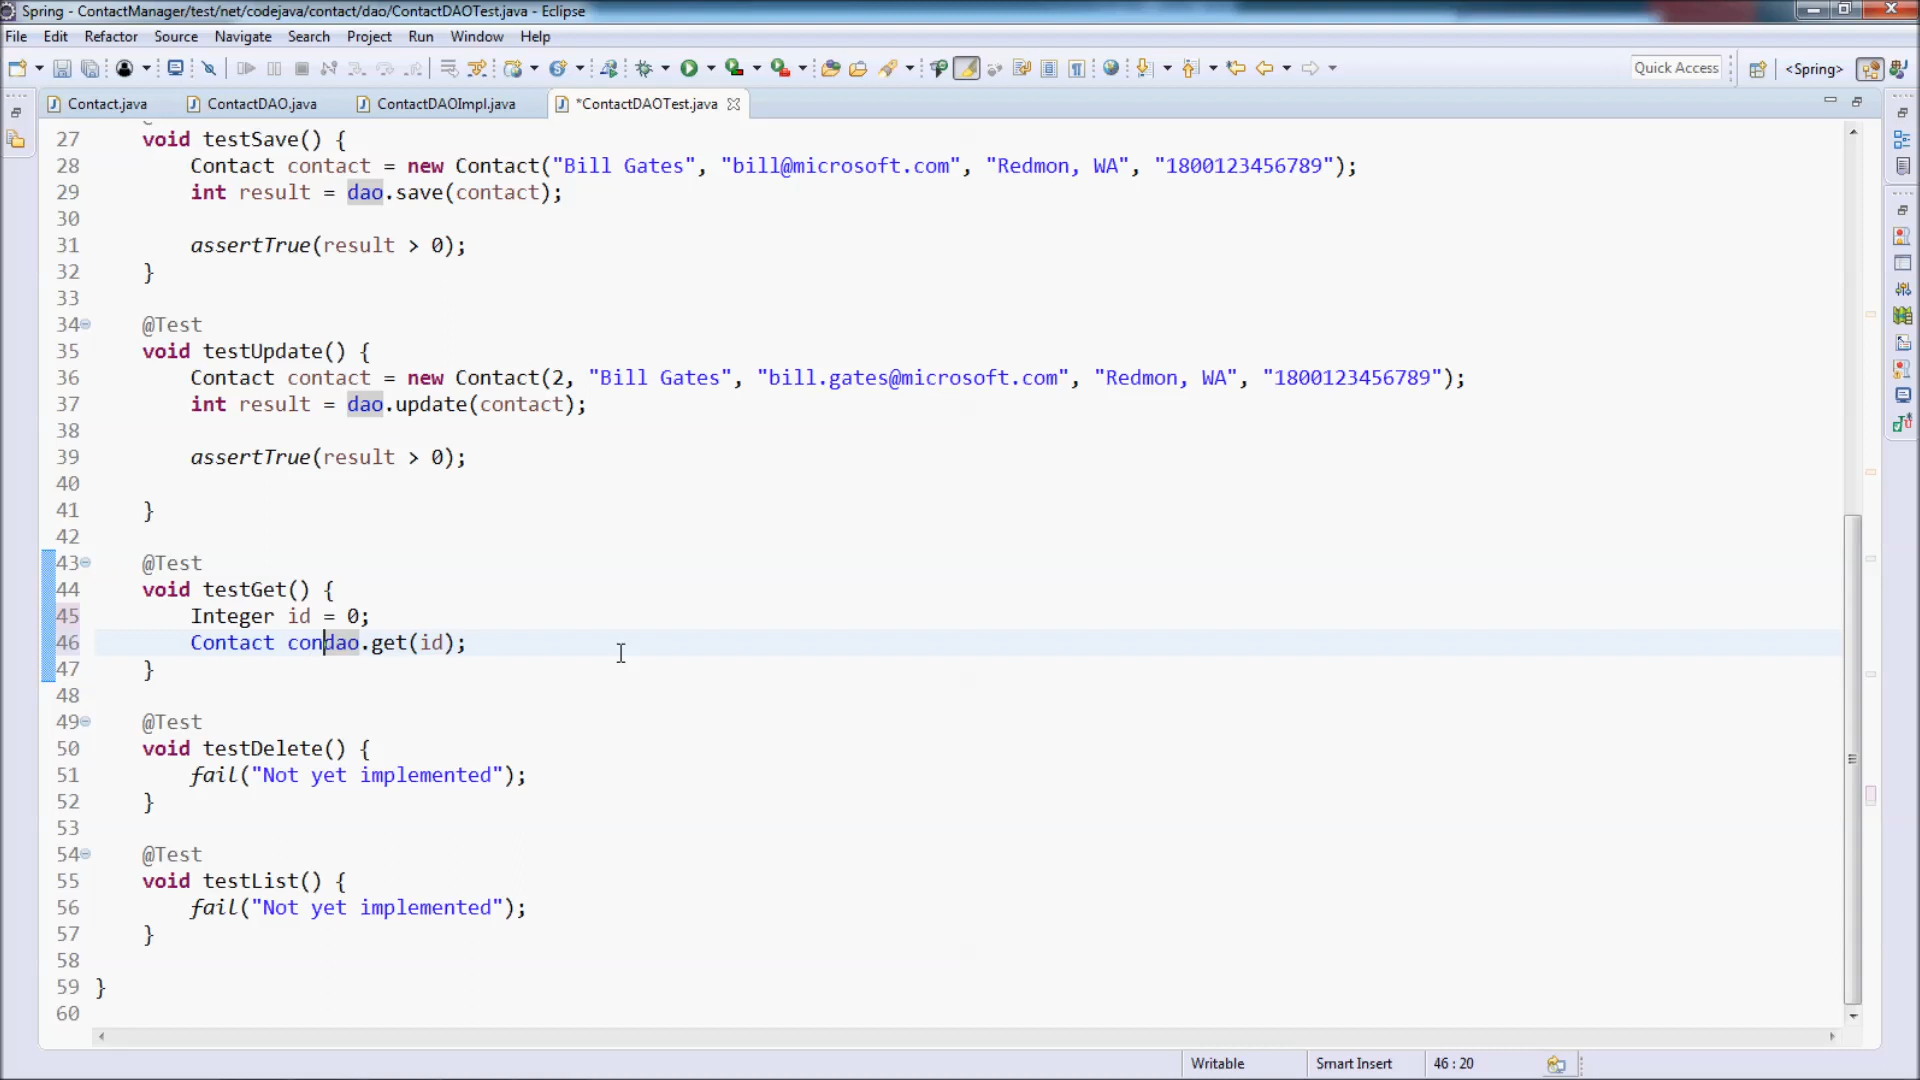 Spring - ContactManager/test/net/codejava/contact/dao/ContactDAOTest.java - Eclipse
File Edit Refactor Source Navigate Search Project Run Window Help
Quick Access <Spring>
Contact.java ContactDAO.java ContactDAOImpl.java *ContactDAOTest.java
27 void testSave() {
28 Contact contact = new Contact("Bill Gates", "bill@microsoft.com", "Redmon, WA", "1800123456789");
29 int result = dao.save(contact);
30
31 assertTrue(result > 0);
32 }
33
34 @Test
35 void testUpdate() {
36 Contact contact = new Contact(2, "Bill Gates", "bill.gates@microsoft.com", "Redmon, WA", "1800123456789");
37 int result = dao.update(contact);
38
39 assertTrue(result > 0);
40
41 }
42
43 @Test
44 void testGet() {
45 Integer id = 0;
46 Contact condao.get(id);
47 }
48
49 @Test
50 void testDelete() {
51 fail("Not yet implemented");
52 }
53
54 @Test
55 void testList() {
56 fail("Not yet implemented");
57 }
58
59 }
60
Writable Smart Insert 46 : 20